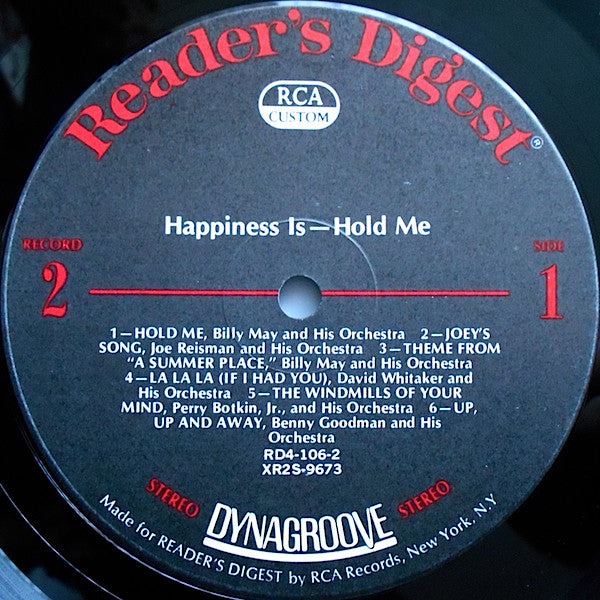 Reader's Digest®
RCA
CUSTOM
Happiness Is—Hold Me
RECORD
2
SIDE
1
1—HOLD ME, Billy May and His Orchestra 2—JOEY'S
SONG, Joe Reisman and His Orchestra 3—THEME FROM
"A SUMMER PLACE," Billy May and His Orchestra
4—LA LA LA (IF I HAD YOU), David Whitaker and
His Orchestra 5—THE WINDMILLS OF YOUR
MIND, Perry Botkin, Jr., and His Orchestra 6—UP,
UP AND AWAY, Benny Goodman and His
Orchestra
RD4-106-2
XR2S-9673
STEREO
DYNAGROOVE
STEREO
Made for READER'S DIGEST by RCA Records, New York, N.Y